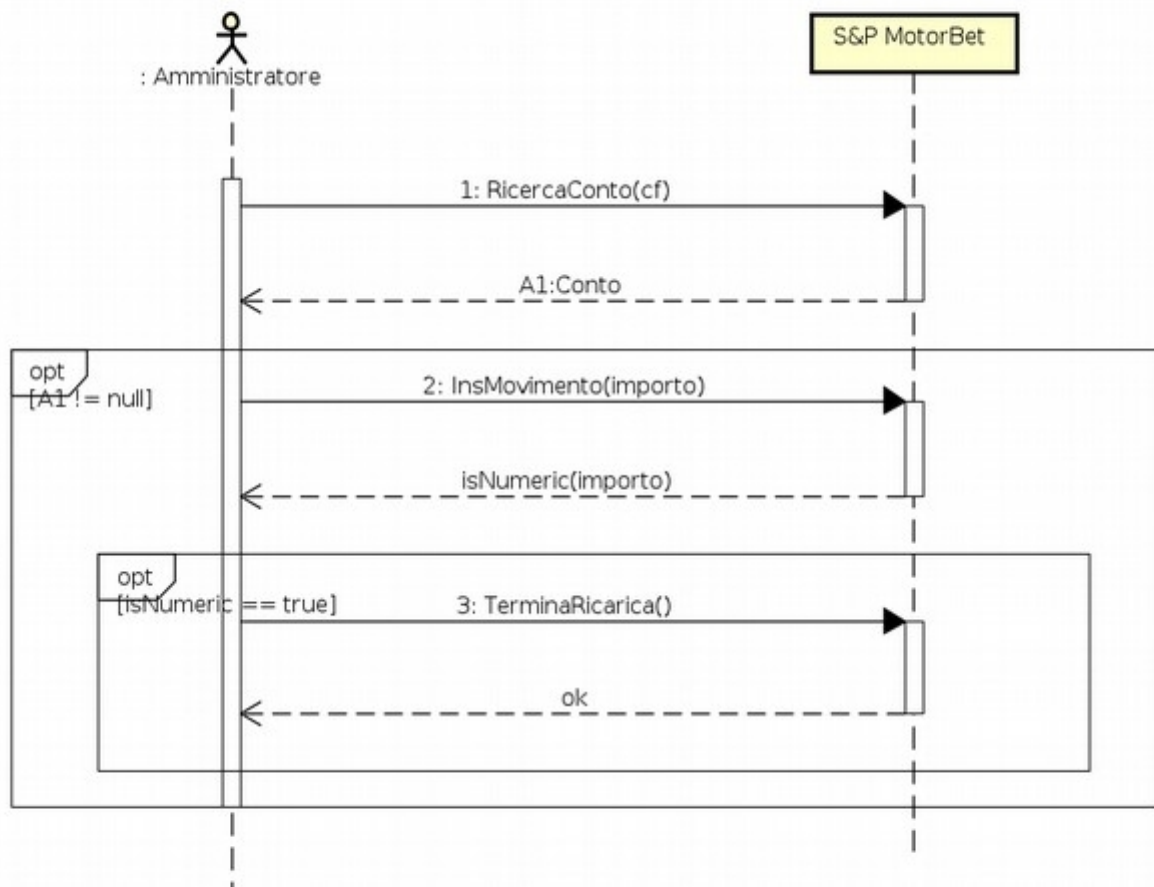 S&P MotorBet
: Amministratore
1: RicercaConto(cf)
A1:Conto
opt
[A1 != null]
2: InsMovimento(importo)
isNumeric(importo)
opt
[isNumeric == true]
3: TerminaRicarica()
ok